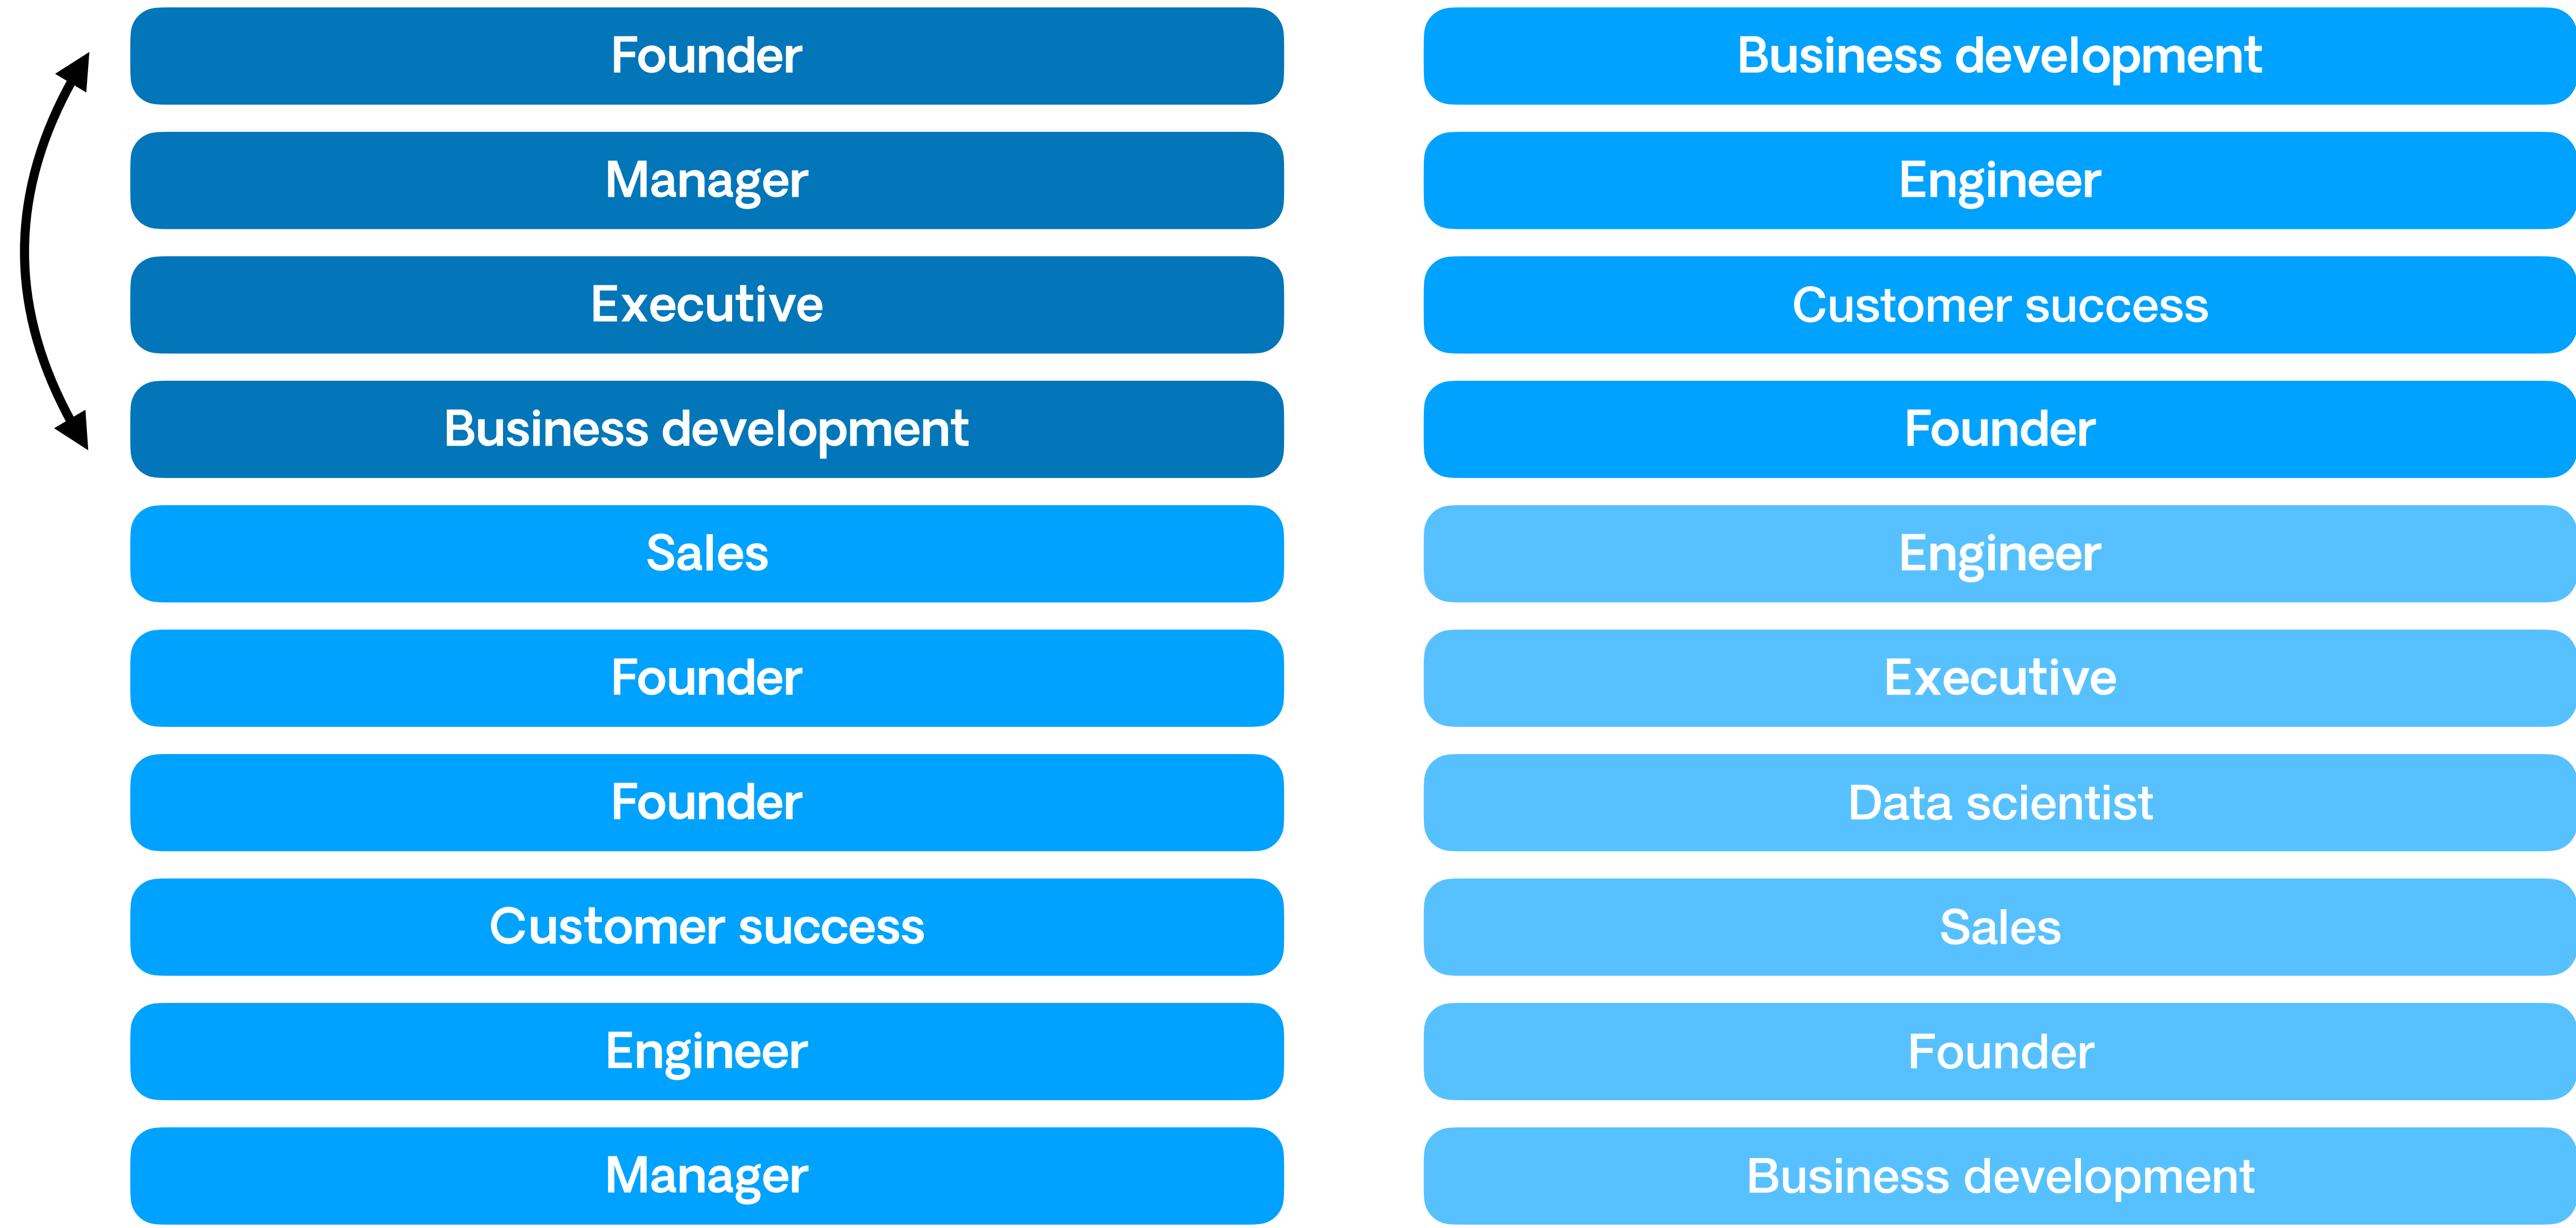 Founder
Manager
Executive
Business development
Sales
Founder
Founder
Customer success
Engineer
Manager
Business development
Engineer
Customer success
Founder
Engineer
Executive
Data scientist
Sales
Founder
Business development